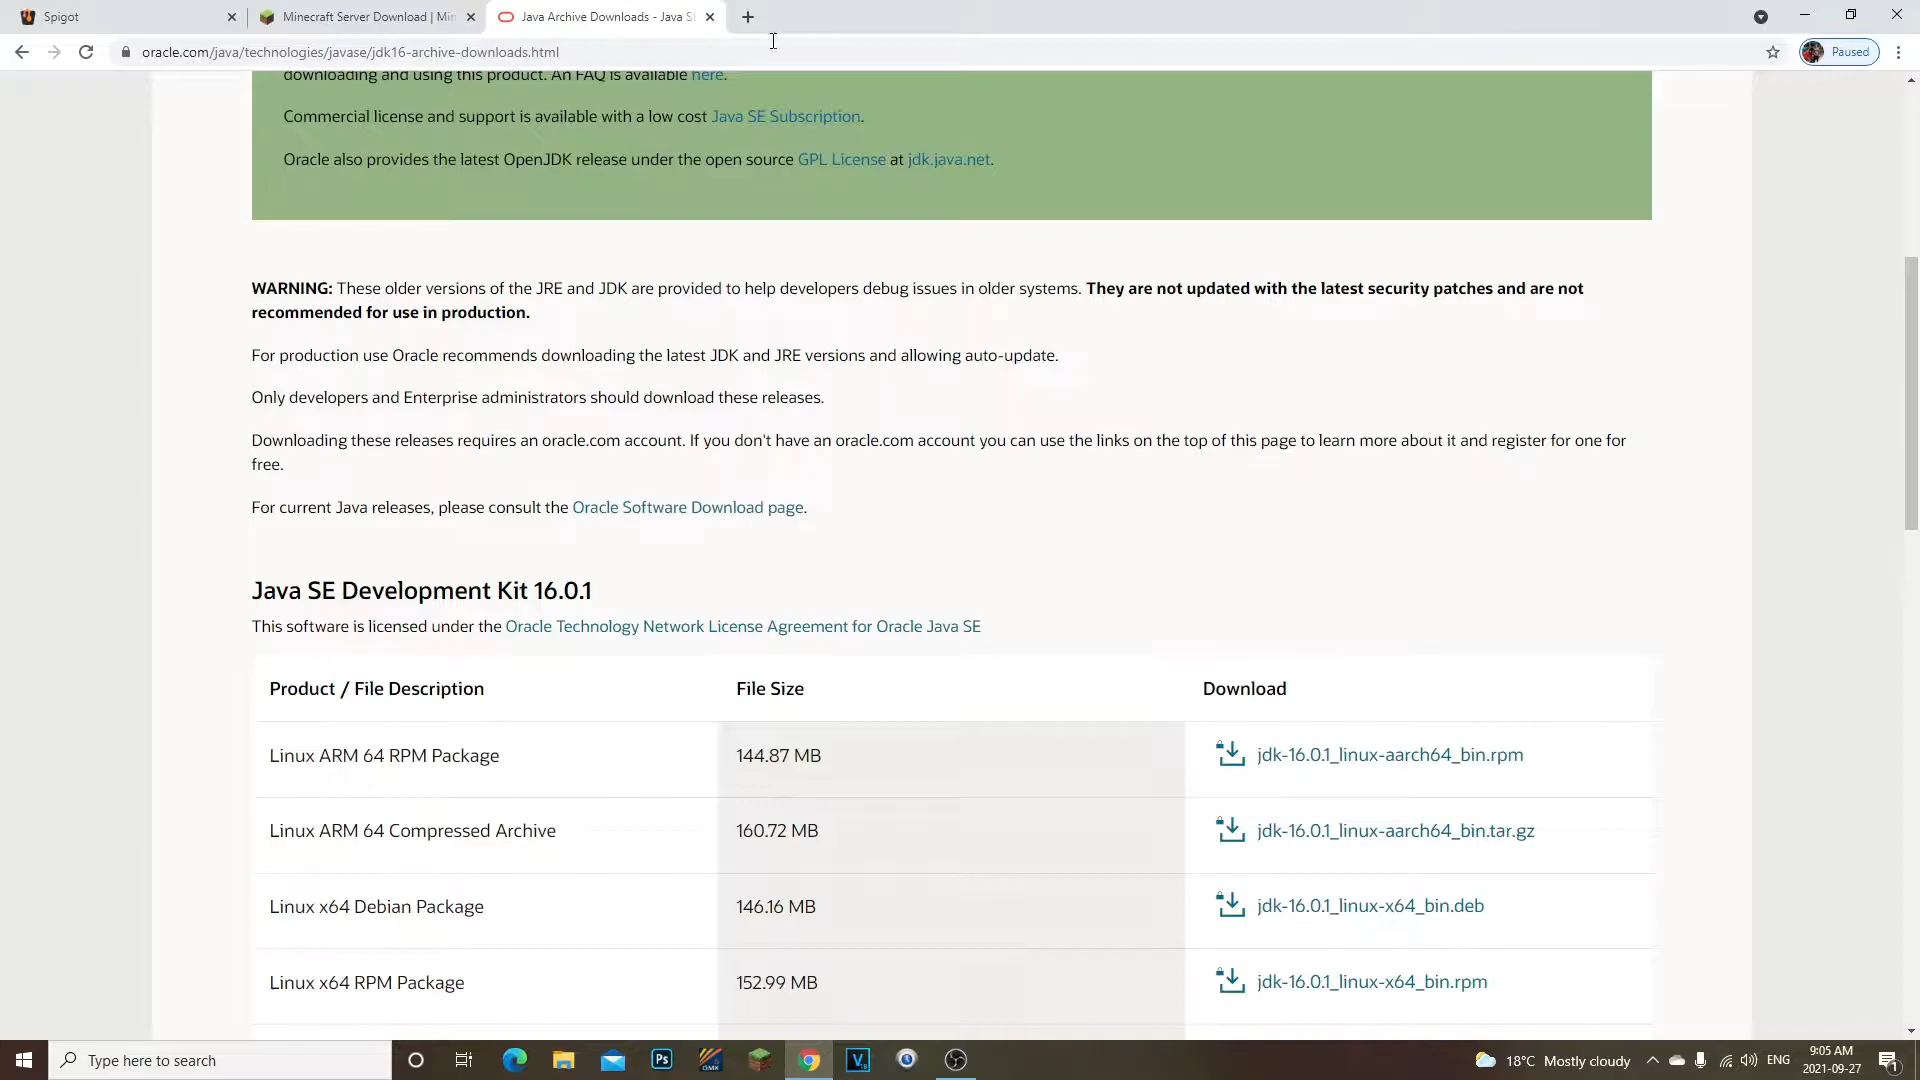 Spigot
Minecraft Server Download | Min
Java Archive Downloads - Java S
oracle.com/java/technologies/javase/jdk16-archive-downloads.html
Paused
downloading and using this product. An FAQ is available here.
Commercial license and support is available with a low cost Java SE Subscription.
Oracle also provides the latest OpenJDK release under the open source GPL License at jdk.java.net.
WARNING: These older versions of the JRE and JDK are provided to help developers debug issues in older systems. They are not updated with the latest security patches and are not
recommended for use in production.
For production use Oracle recommends downloading the latest JDK and JRE versions and allowing auto-update.
Only developers and Enterprise administrators should download these releases.
Downloading these releases requires an oracle.com account. If you don't have an oracle.com account you can use the links on the top of this page to learn more about it and register for one for
free.
For current Java releases, please consult the Oracle Software Download page.
Java SE Development Kit 16.0.1
This software is licensed under the Oracle Technology Network License Agreement for Oracle Java SE
Product / File Description File Size Download
Linux ARM 64 RPM Package 144.87 MB jdk-16.0.1_linux-aarch64_bin.rpm
Linux ARM 64 Compressed Archive 160.72 MB jdk-16.0.1_linux-aarch64_bin.tar.gz
Linux x64 Debian Package 146.16 MB jdk-16.0.1_linux-x64_bin.deb
Linux x64 RPM Package 152.99 MB jdk-16.0.1_linux-x64_bin.rpm
Type here to search
Ps
GMX
V
18°C Mostly cloudy
ENG
9:05 AM
2021-09-27
1